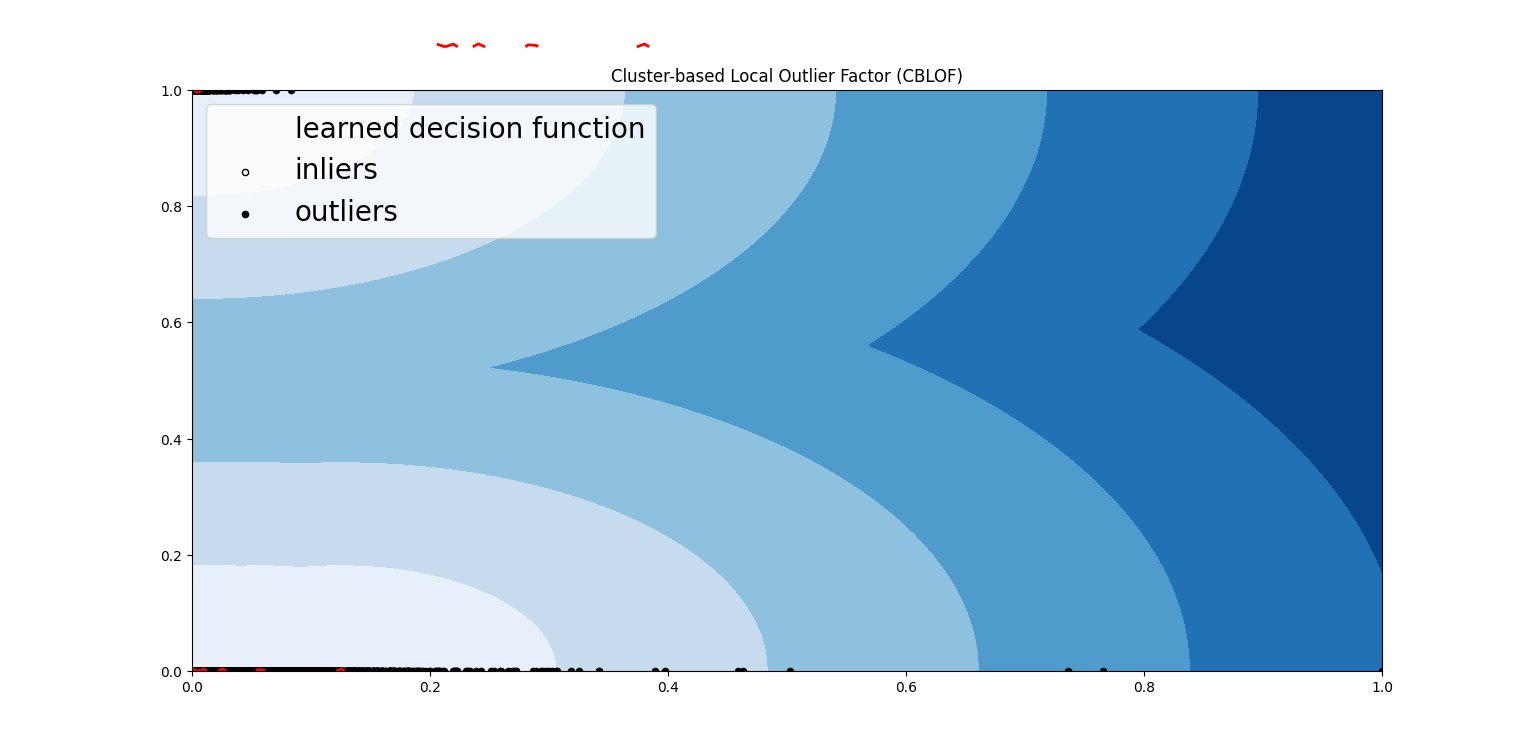 Cluster-based Local Outlier Factor (CBLOF)
1.0
learned decision function
inliers
outliers
0.8
0.6
0.4
0.2
0.0
0.0 0.2 0.4 0.6 0.8 1.0